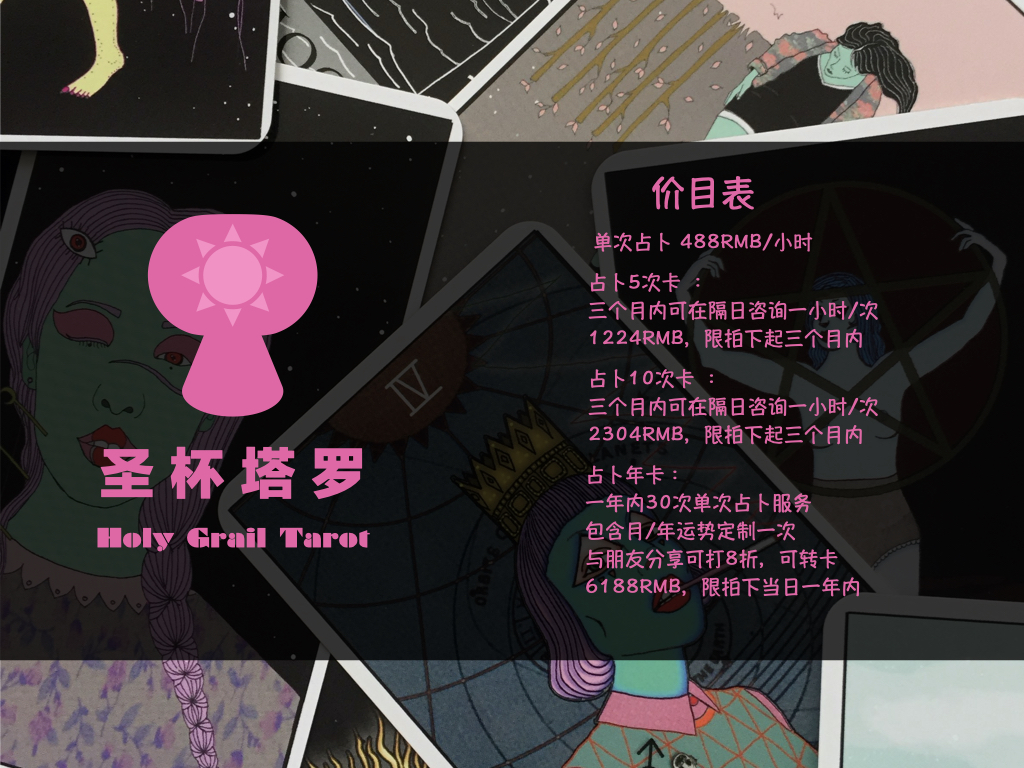 圣杯塔罗
Holy Grail Tarot
价目表
单次占卜 488RMB/小时
占卜5次卡 :
三个月内可在隔日咨询一小时/次
1224RMB, 限拍下起三个月内
占卜10次卡 :
三个月内可在隔日咨询一小时/次
2304RMB, 限拍下起三个月内
占卜年卡:
一年内30次单次占卜服务
包含月/年运势定制一次
与朋友分享可打8折, 可转卡
6188RMB, 限拍下当日一年内
IV